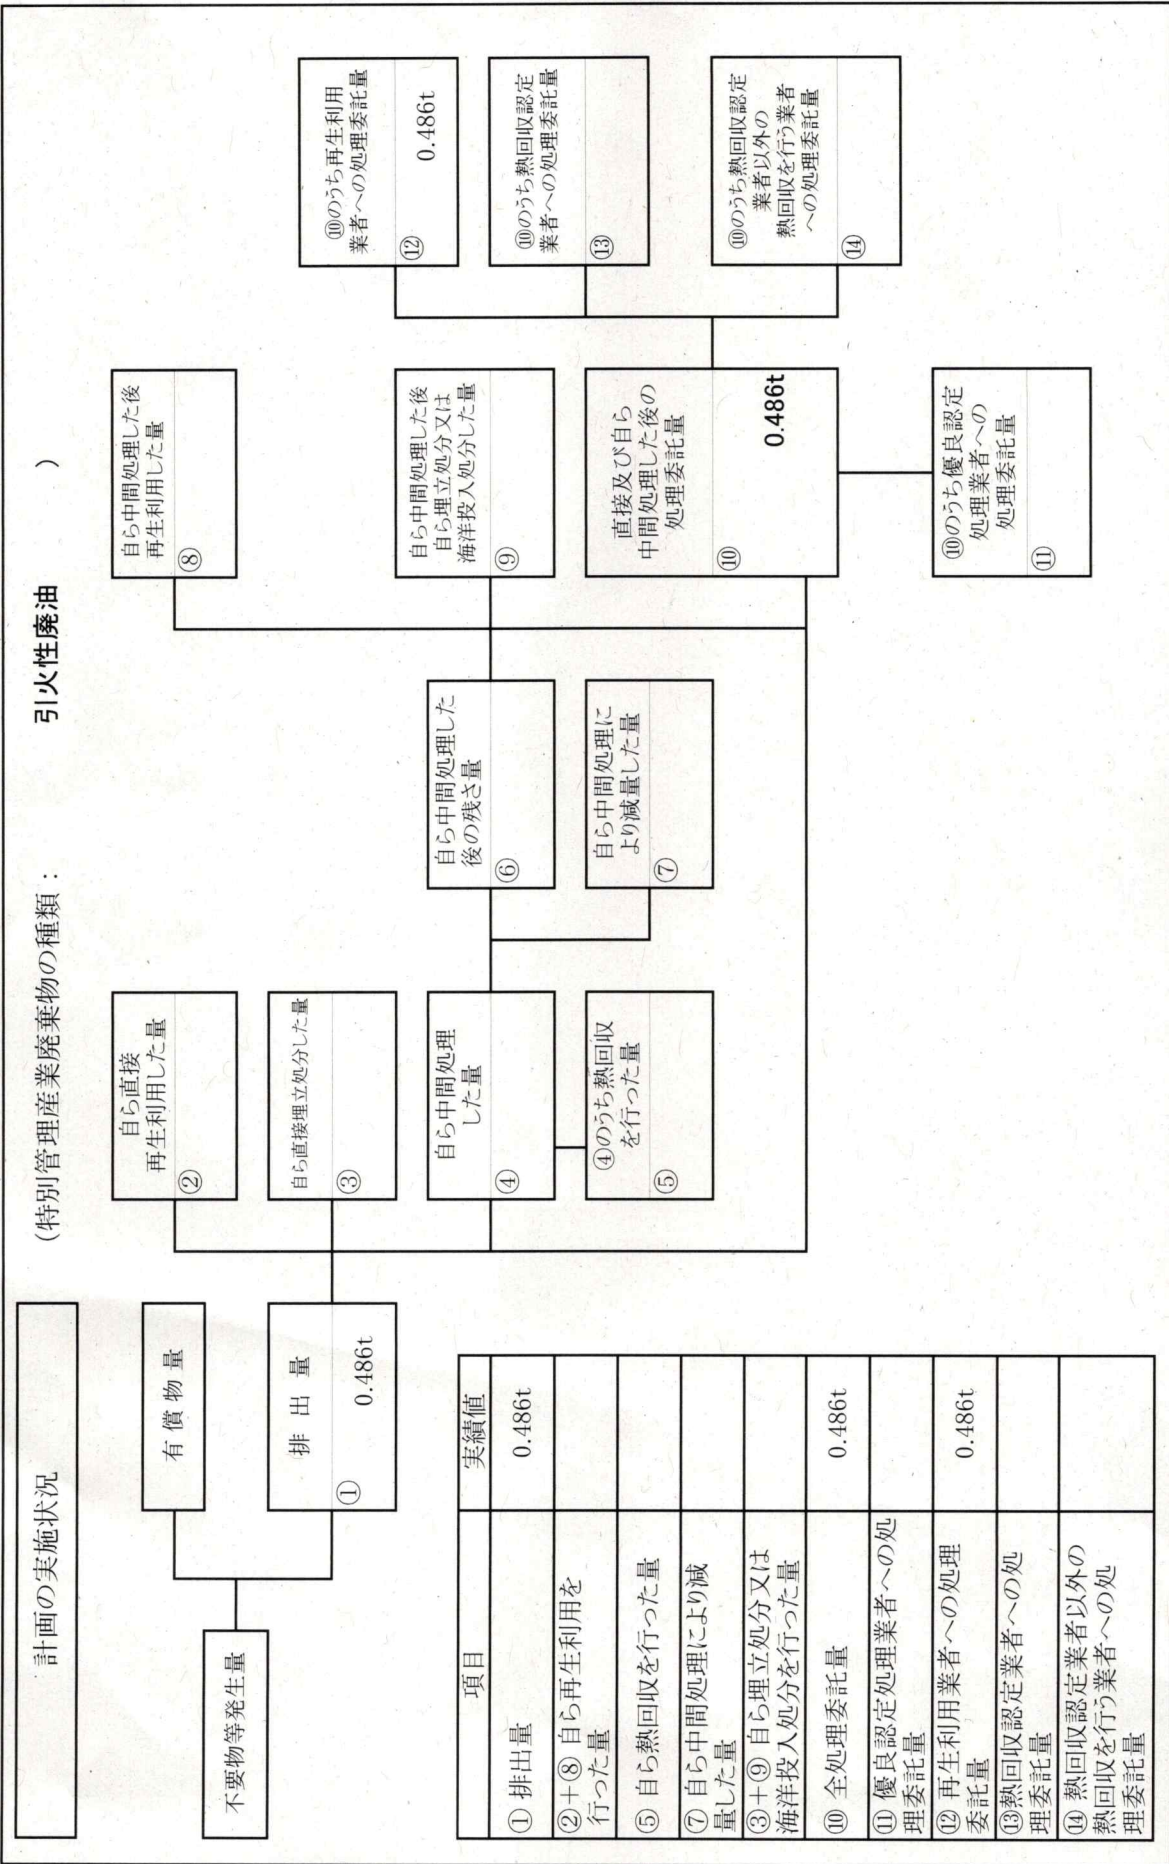 計画の実施状況
(特別管理産業廃棄物の種類： 引火性廃油 )
不要物等発生量
有償物量
排出量
① 0.486t
自ら直接
再生利用した量
②
自ら直接埋立処分した量
③
自ら中間処理
した量
④
④のうち熱回収
を行った量
⑤
自ら中間処理した
後の残さ量
⑥
自ら中間処理に
より減量した量
⑦
自ら中間処理した後
再生利用した量
⑧
自ら中間処理した後
自ら埋立処分又は
海洋投入処分した量
⑨
直接及び自ら
中間処理した後の
処理委託量
⑩ 0.486t
⑩のうち優良認定
処理業者への
処理委託量
⑪
⑩のうち再生利用
業者への処理委託量
⑫ 0.486t
⑩のうち熱回収認定
業者への処理委託量
⑬
⑩のうち熱回収認定
業者以外の
熱回収を行う業者
への処理委託量
⑭
項目 実績値
① 排出量 0.486t
②+⑧ 自ら再生利用を
行った量
⑤ 自ら熱回収を行った量
⑦ 自ら中間処理により減
量した量
③+⑨ 自ら埋立処分又は
海洋投入処分を行った量
⑩ 全処理委託量 0.486t
⑪ 優良認定処理業者への処
理委託量
⑫ 再生利用業者への処理
委託量 0.486t
⑬熱回収認定業者への処
理委託量
⑭ 熱回収認定業者以外の
熱回収を行う業者への処
理委託量